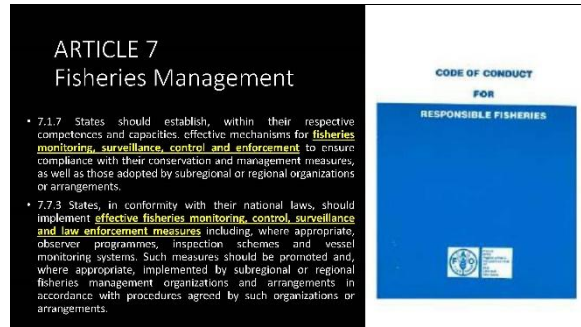 ARTICLE 7
Fisheries Management
• 7.1.7 States should establish, within their respective
competences and capacities. effective mechanisms for fisheries
monitoring, surveillance, control and enforcement to ensure
compliance with their conservation and management measures,
as well as those adopted by subregional or regional organizations
or arrangements.
• 7.7.3 States, in conformity with their national laws, should
implement effective fisheries monitoring, control, surveillance
and law enforcement measures including, where appropriate,
observer programmes, inspection schemes and vessel
monitoring systems. Such measures should be promoted and,
where appropriate, implemented by subregional or regional
fisheries management organizations and arrangements in
accordance with procedures agreed by such organizations or
arrangements.
CODE OF CONDUCT
FOR
RESPONSIBLE FISHERIES